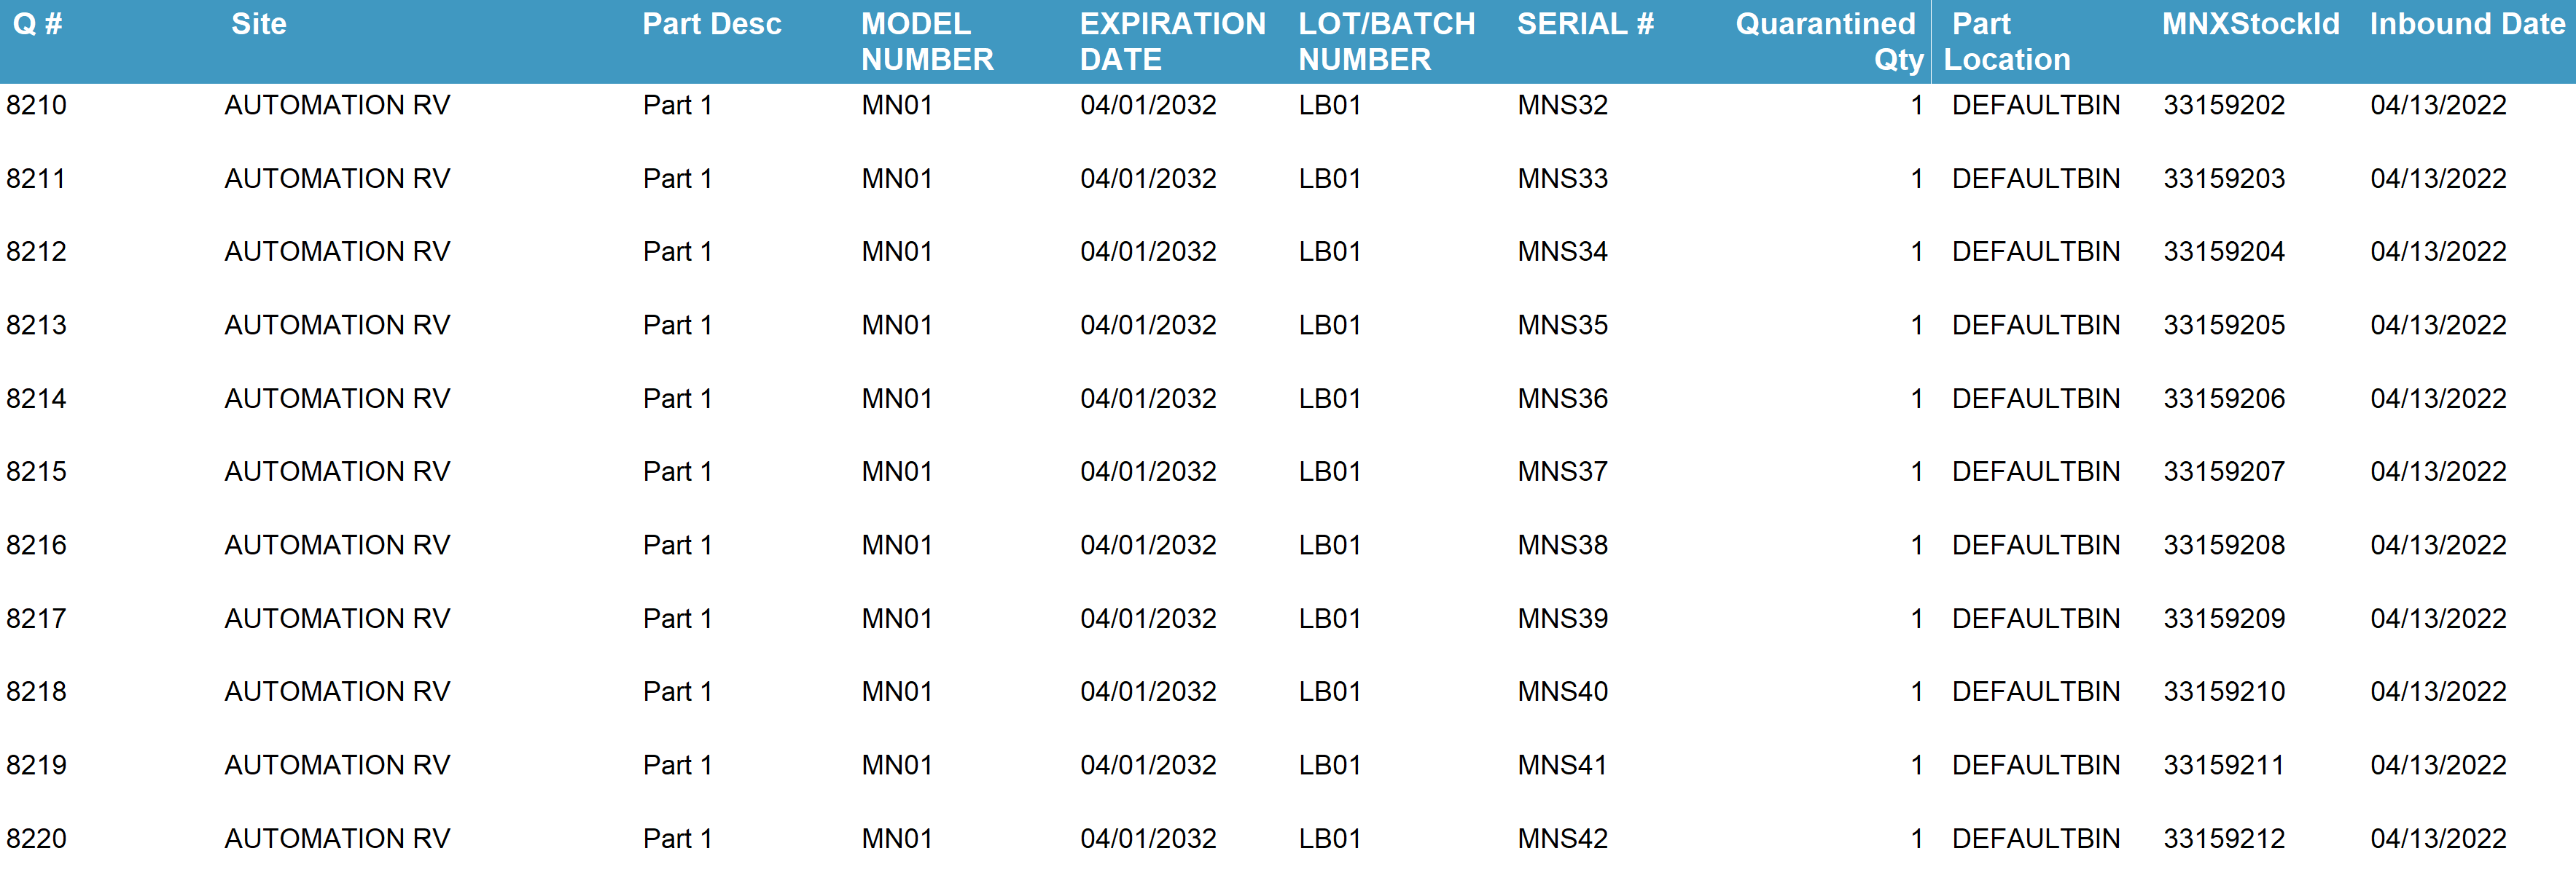 Q # Site Part Desc MODEL EXPIRATION LOT/BATCH SERIAL # Quarantined Part MNXStockId Inbound Date
NUMBER DATE NUMBER Qty Location
8210 AUTOMATION RV Part 1 MN01 04/01/2032 LB01 MNS32 1 DEFAULTBIN 33159202 04/13/2022
8211 AUTOMATION RV Part 1 MN01 04/01/2032 LB01 MNS33 1 DEFAULTBIN 33159203 04/13/2022
8212 AUTOMATION RV Part 1 MN01 04/01/2032 LB01 MNS34 1 DEFAULTBIN 33159204 04/13/2022
8213 AUTOMATION RV Part 1 MN01 04/01/2032 LB01 MNS35 1 DEFAULTBIN 33159205 04/13/2022
8214 AUTOMATION RV Part 1 MN01 04/01/2032 LB01 MNS36 1 DEFAULTBIN 33159206 04/13/2022
8215 AUTOMATION RV Part 1 MN01 04/01/2032 LB01 MNS37 1 DEFAULTBIN 33159207 04/13/2022
8216 AUTOMATION RV Part 1 MN01 04/01/2032 LB01 MNS38 1 DEFAULTBIN 33159208 04/13/2022
8217 AUTOMATION RV Part 1 MN01 04/01/2032 LB01 MNS39 1 DEFAULTBIN 33159209 04/13/2022
8218 AUTOMATION RV Part 1 MN01 04/01/2032 LB01 MNS40 1 DEFAULTBIN 33159210 04/13/2022
8219 AUTOMATION RV Part 1 MN01 04/01/2032 LB01 MNS41 1 DEFAULTBIN 33159211 04/13/2022
8220 AUTOMATION RV Part 1 MN01 04/01/2032 LB01 MNS42 1 DEFAULTBIN 33159212 04/13/2022